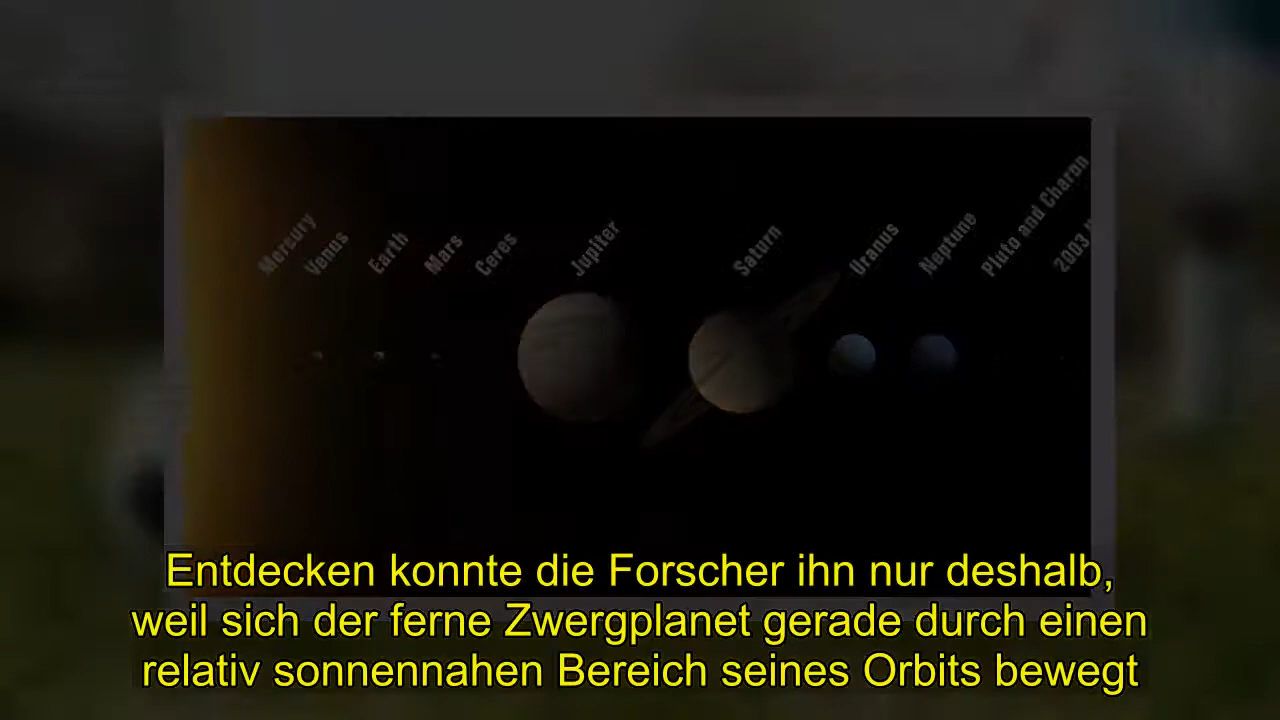 Mercury
Venus
Earth
Mars
Ceres
Jupiter
Saturn
Uranus
Neptune
Pluto and Charon
2003
Entdecken konnte die Forscher ihn nur deshalb,
weil sich der ferne Zwergplanet gerade durch einen
relativ sonnennahen Bereich seines Orbits bewegt